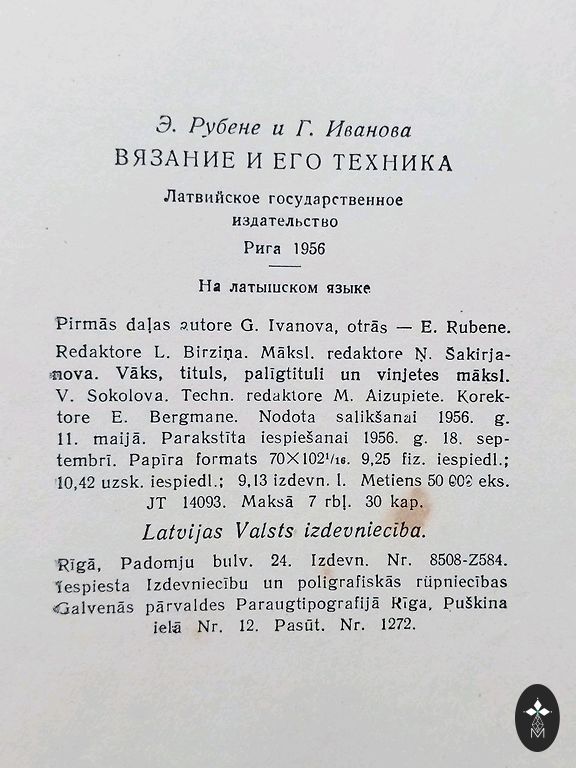 Э. Рубене и Г. Иванова
ВЯЗАНИЕ И ЕГО ТЕХНИКА
Латвийское государственное
издательство
Рига 1956
На латышском языке
Pirmās daļas autore G. Ivanova, otrās — E. Rubene.
Redaktore L. Birziņa. Māksl. redaktore Ņ. Šakirja-
nova. Vāks, tituls, palīgtituli un vinjetes māksl.
V. Sokolova. Techn. redaktore M. Aizupiete. Korek-
tore E. Bergmane. Nodota salikšanai 1956. g.
11. maijā. Parakstīta iespiešanai 1956. g. 18. sep-
tembrī. Papīra formats 70×102¹/₁₆. 9,25 fiz. iespiedl.;
10,42 uzsk. iespiedl.; 9,13 izdevn. l. Metiens 50 000 eks.
JT 14093. Maksā 7 rbļ. 30 kap.
Latvijas Valsts izdevniecība.
Rīgā, Padomju bulv. 24. Izdevn. Nr. 8508-Z584.
Iespiesta Izdevniecību un poligrafiskās rūpniecības
Galvenās pārvaldes Paraugtipografijā Rīga, Puškina
ielā Nr. 12. Pasūt. Nr. 1272.
M